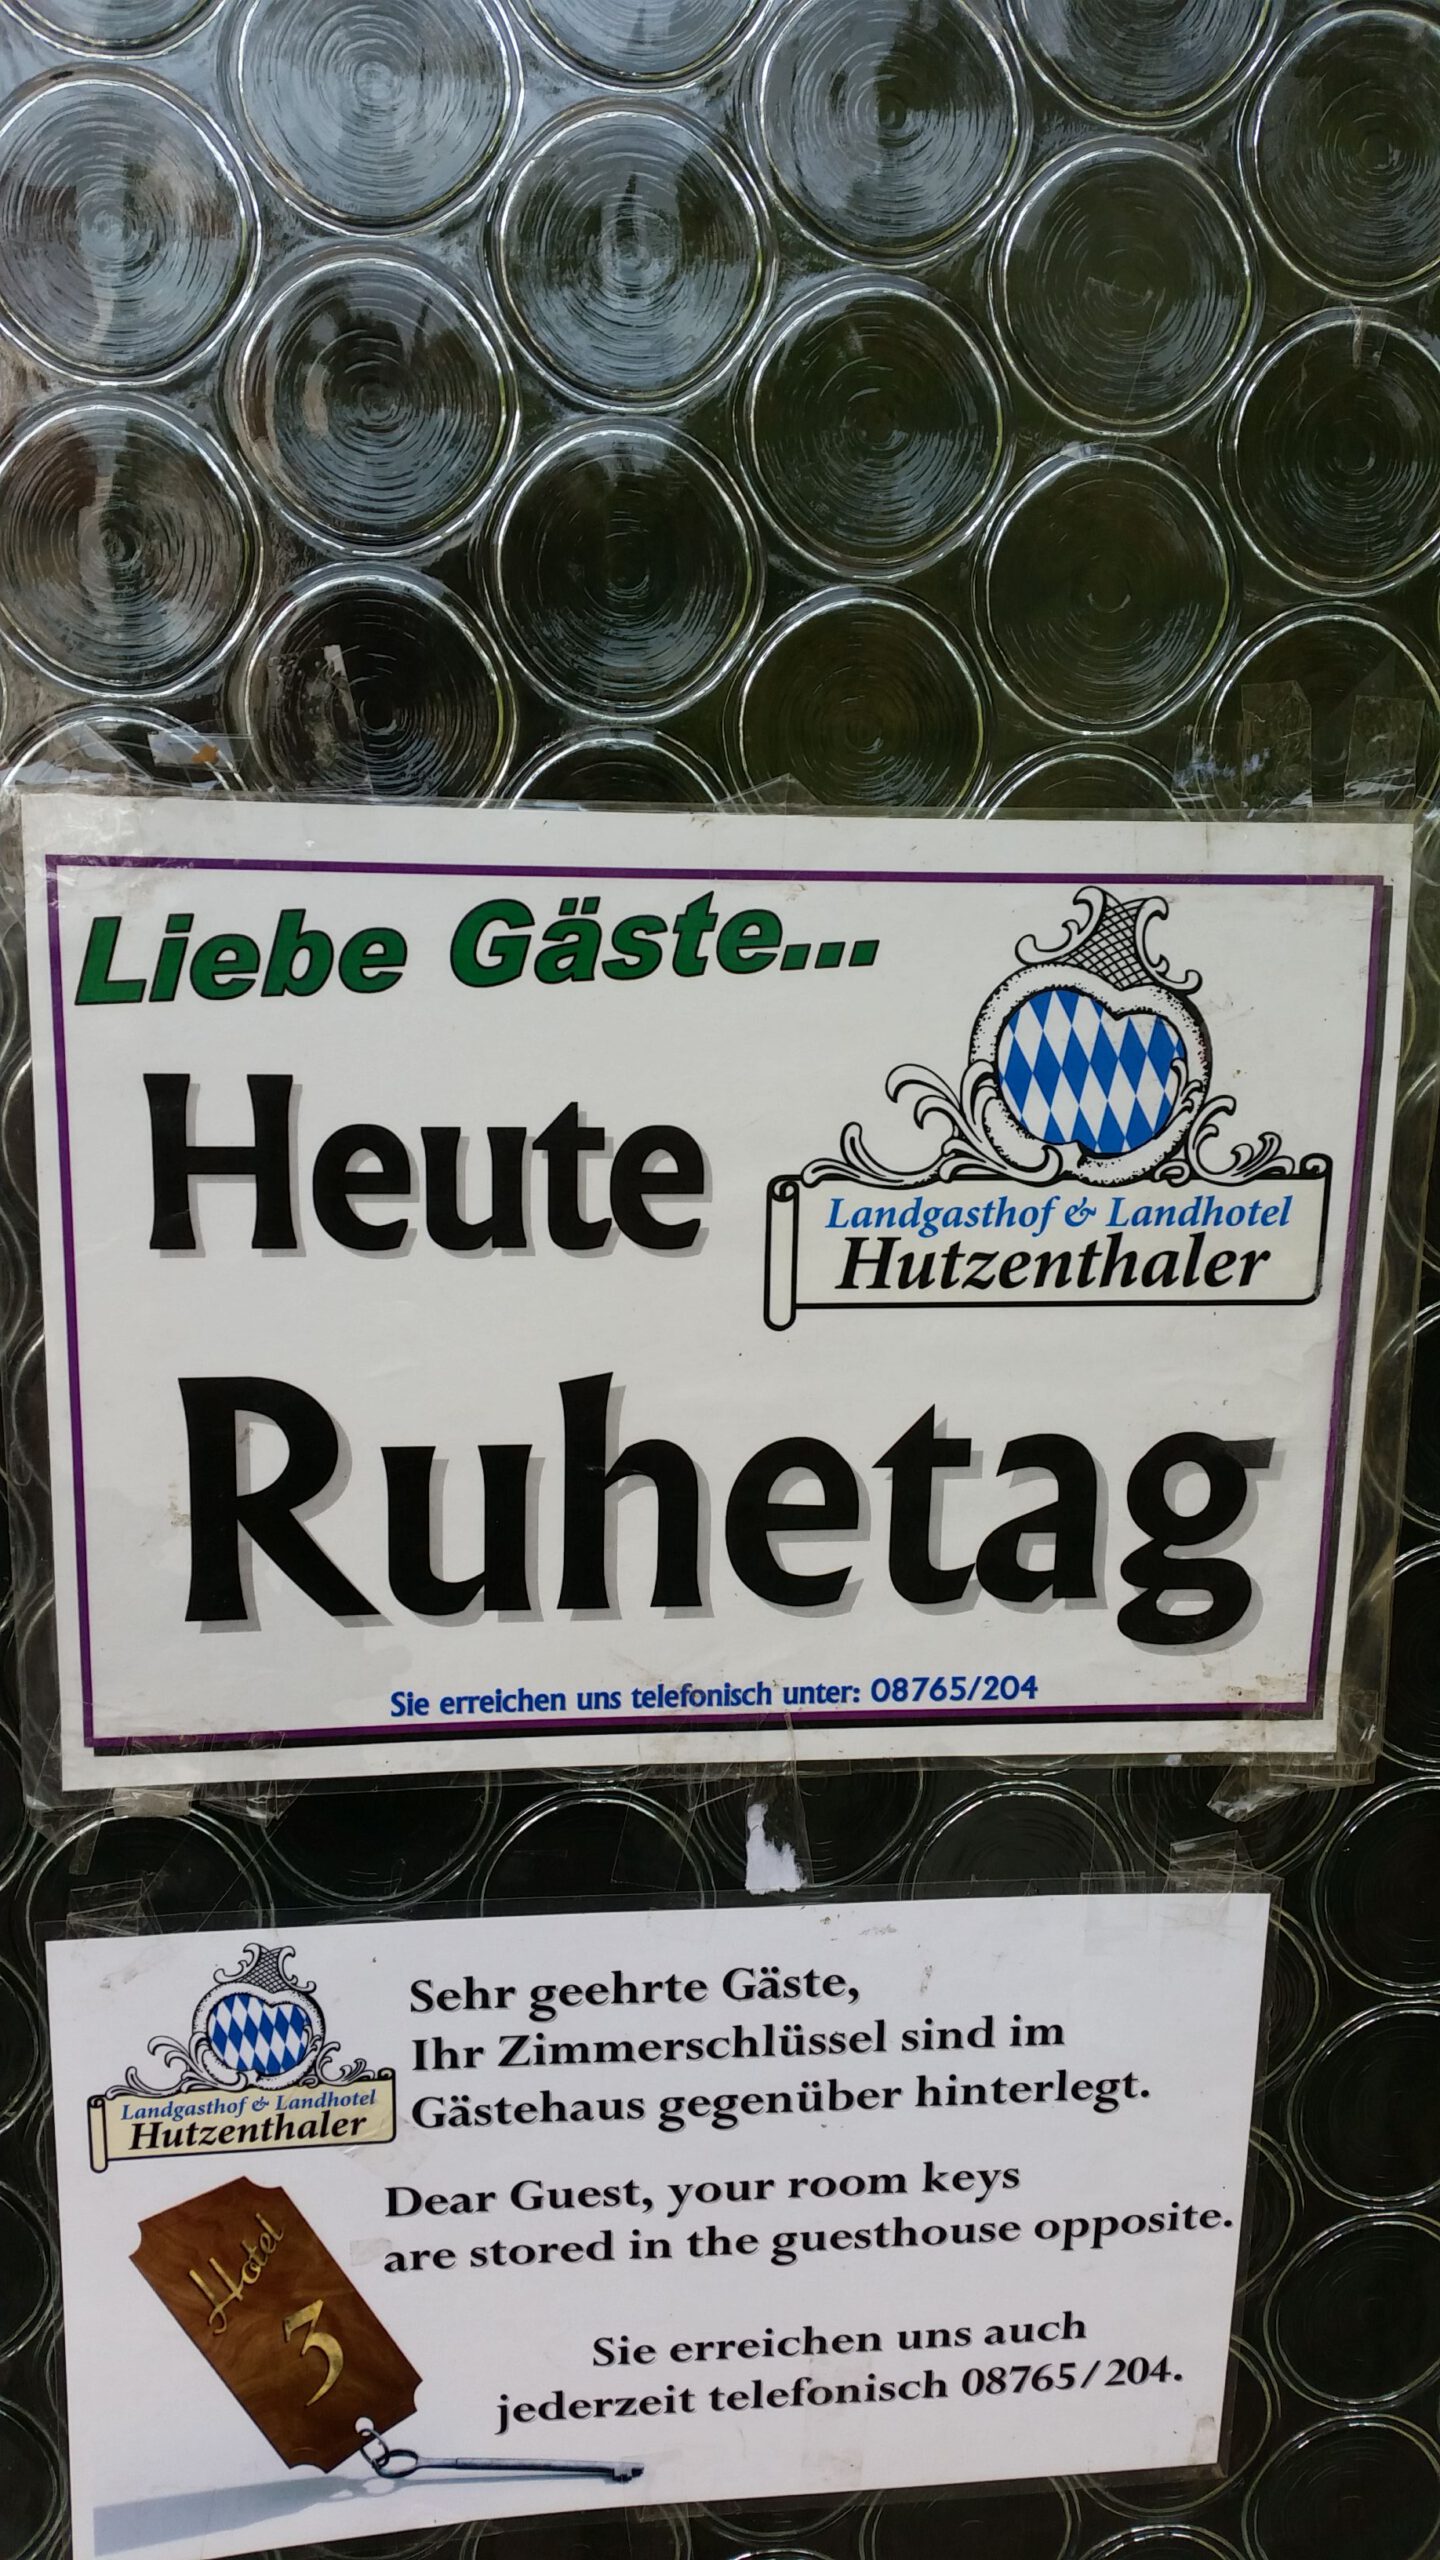 Liebe Gäste...
Heute
Landgasthof & Landhotel
Hutzenthaler
Ruhetag
Sie erreichen uns telefonisch unter: 08765/204
Landgasthof & Landhotel
Hutzenthaler
Sehr geehrte Gäste,
Ihr Zimmerschlüssel sind im
Gästehaus gegenüber hinterlegt.
Dear Guest, your room keys
are stored in the guesthouse opposite.
Hotel
3
Sie erreichen uns auch
jederzeit telefonisch 08765/204.